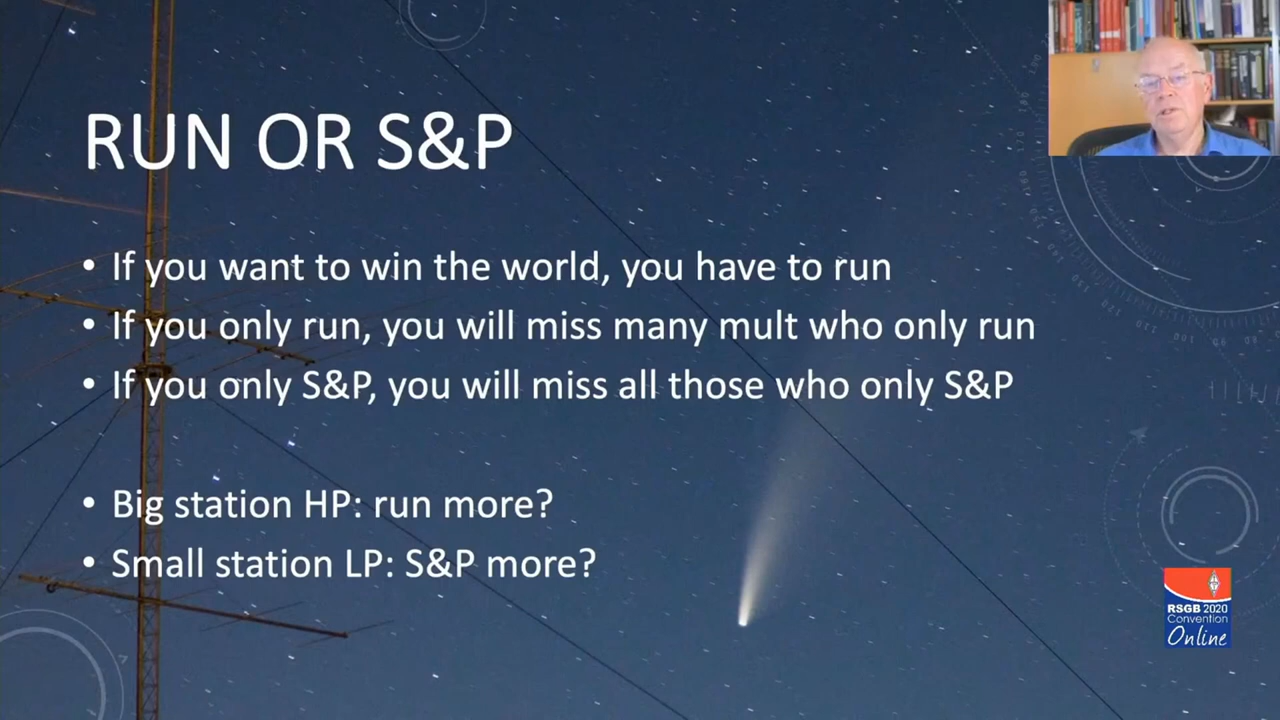 RUN OR S&P
• If you want to win the world, you have to run
• If you only run, you will miss many mult who only run
• If you only S&P, you will miss all those who only S&P
• Big station HP: run more?
• Small station LP: S&P more?
RSGB 2020
Convention
Online